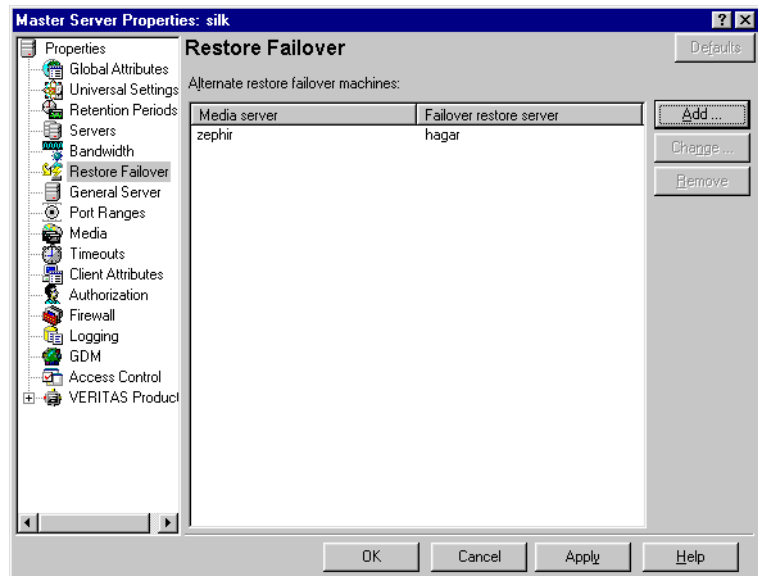 Master Server Properties: silk
Properties
Global Attributes
Universal Settings
Retention Periods
Servers
Bandwidth
Restore Failover
General Server
Port Ranges
Media
Timeouts
Client Attributes
Authorization
Firewall
Logging
GDM
Access Control
VERITAS Product
Restore Failover
Defaults
Alternate restore failover machines:
Media server Failover restore server
zephir hagar
Add ...
Change ...
Remove
OK Cancel Apply Help